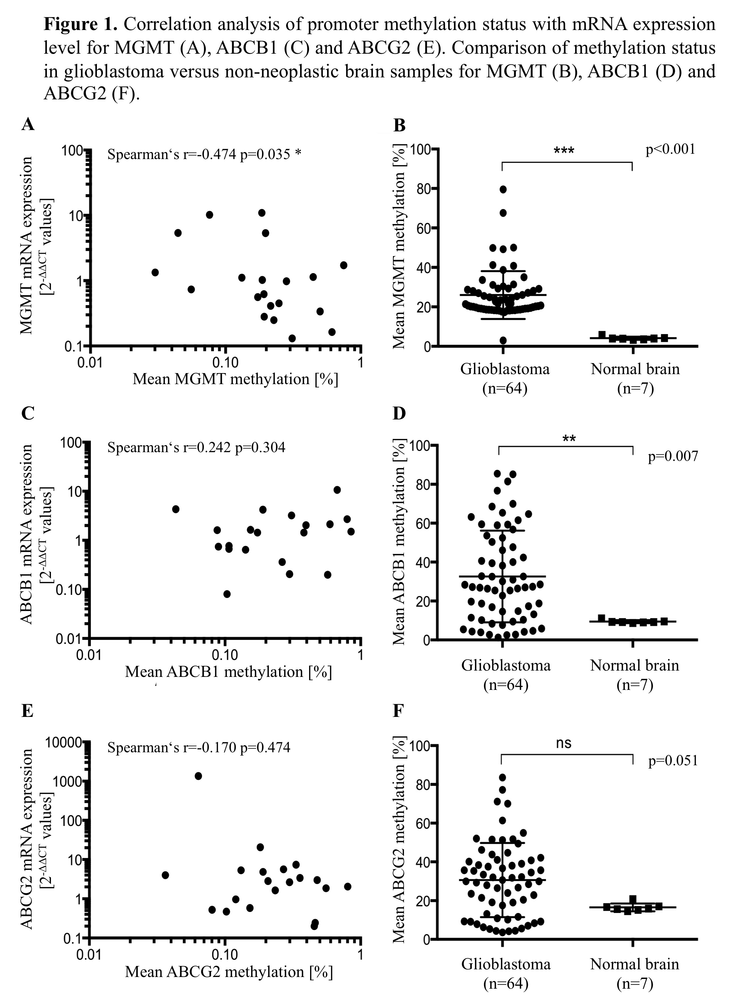 Figure 1. Correlation analysis of promoter methylation status with mRNA expression
level for MGMT (A), ABCB1 (C) and ABCG2 (E). Comparison of methylation status
in glioblastoma versus non-neoplastic brain samples for MGMT (B), ABCB1 (D) and
ABCG2 (F).
A
Spearman‘s r=-0.474 p=0.035 *
MGMT mRNA expression
[2-ΔΔCT values]
100
10
1
0.1
0.01
0.10
1
Mean MGMT methylation [%]
B
***
p<0.001
Mean MGMT methylation [%]
100
80
60
40
20
0
Glioblastoma
(n=64)
Normal brain
(n=7)
C
Spearman‘s r=0.242 p=0.304
ABCB1 mRNA expression
[2-ΔΔCT values]
100
10
1
0.10
0.01
0.01
0.10
1
Mean ABCB1 methylation [%]
D
**
p=0.007
Mean ABCB1 methylation [%]
100
80
60
40
20
0
Glioblastoma
(n=64)
Normal brain
(n=7)
E
Spearman‘s r=-0.170 p=0.474
ABCG2 mRNA expression
[2-ΔΔCT values]
10000
1000
100
10
1
0.1
0.01
0.10
1
Mean ABCG2 methylation [%]
F
ns
p=0.051
Mean ABCG2 methylation [%]
100
80
60
40
20
0
Glioblastoma
(n=64)
Normal brain
(n=7)